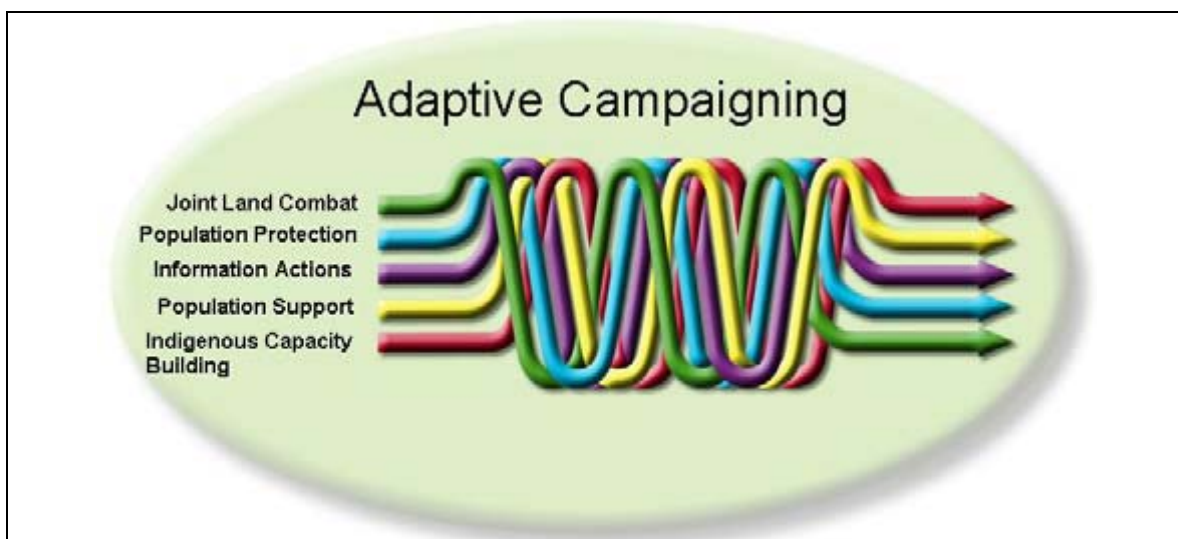 Adaptive Campaigning
Joint Land Combat
Population Protection
Information Actions
Population Support
Indigenous Capacity
Building